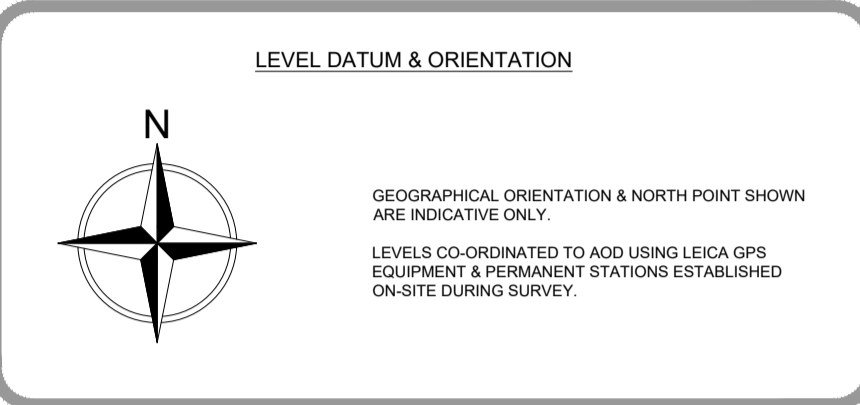 LEVEL DATUM & ORIENTATION
N
GEOGRAPHICAL ORIENTATION & NORTH POINT SHOWN
ARE INDICATIVE ONLY.
LEVELS CO-ORDINATED TO AOD USING LEICA GPS
EQUIPMENT & PERMANENT STATIONS ESTABLISHED
ON-SITE DURING SURVEY.